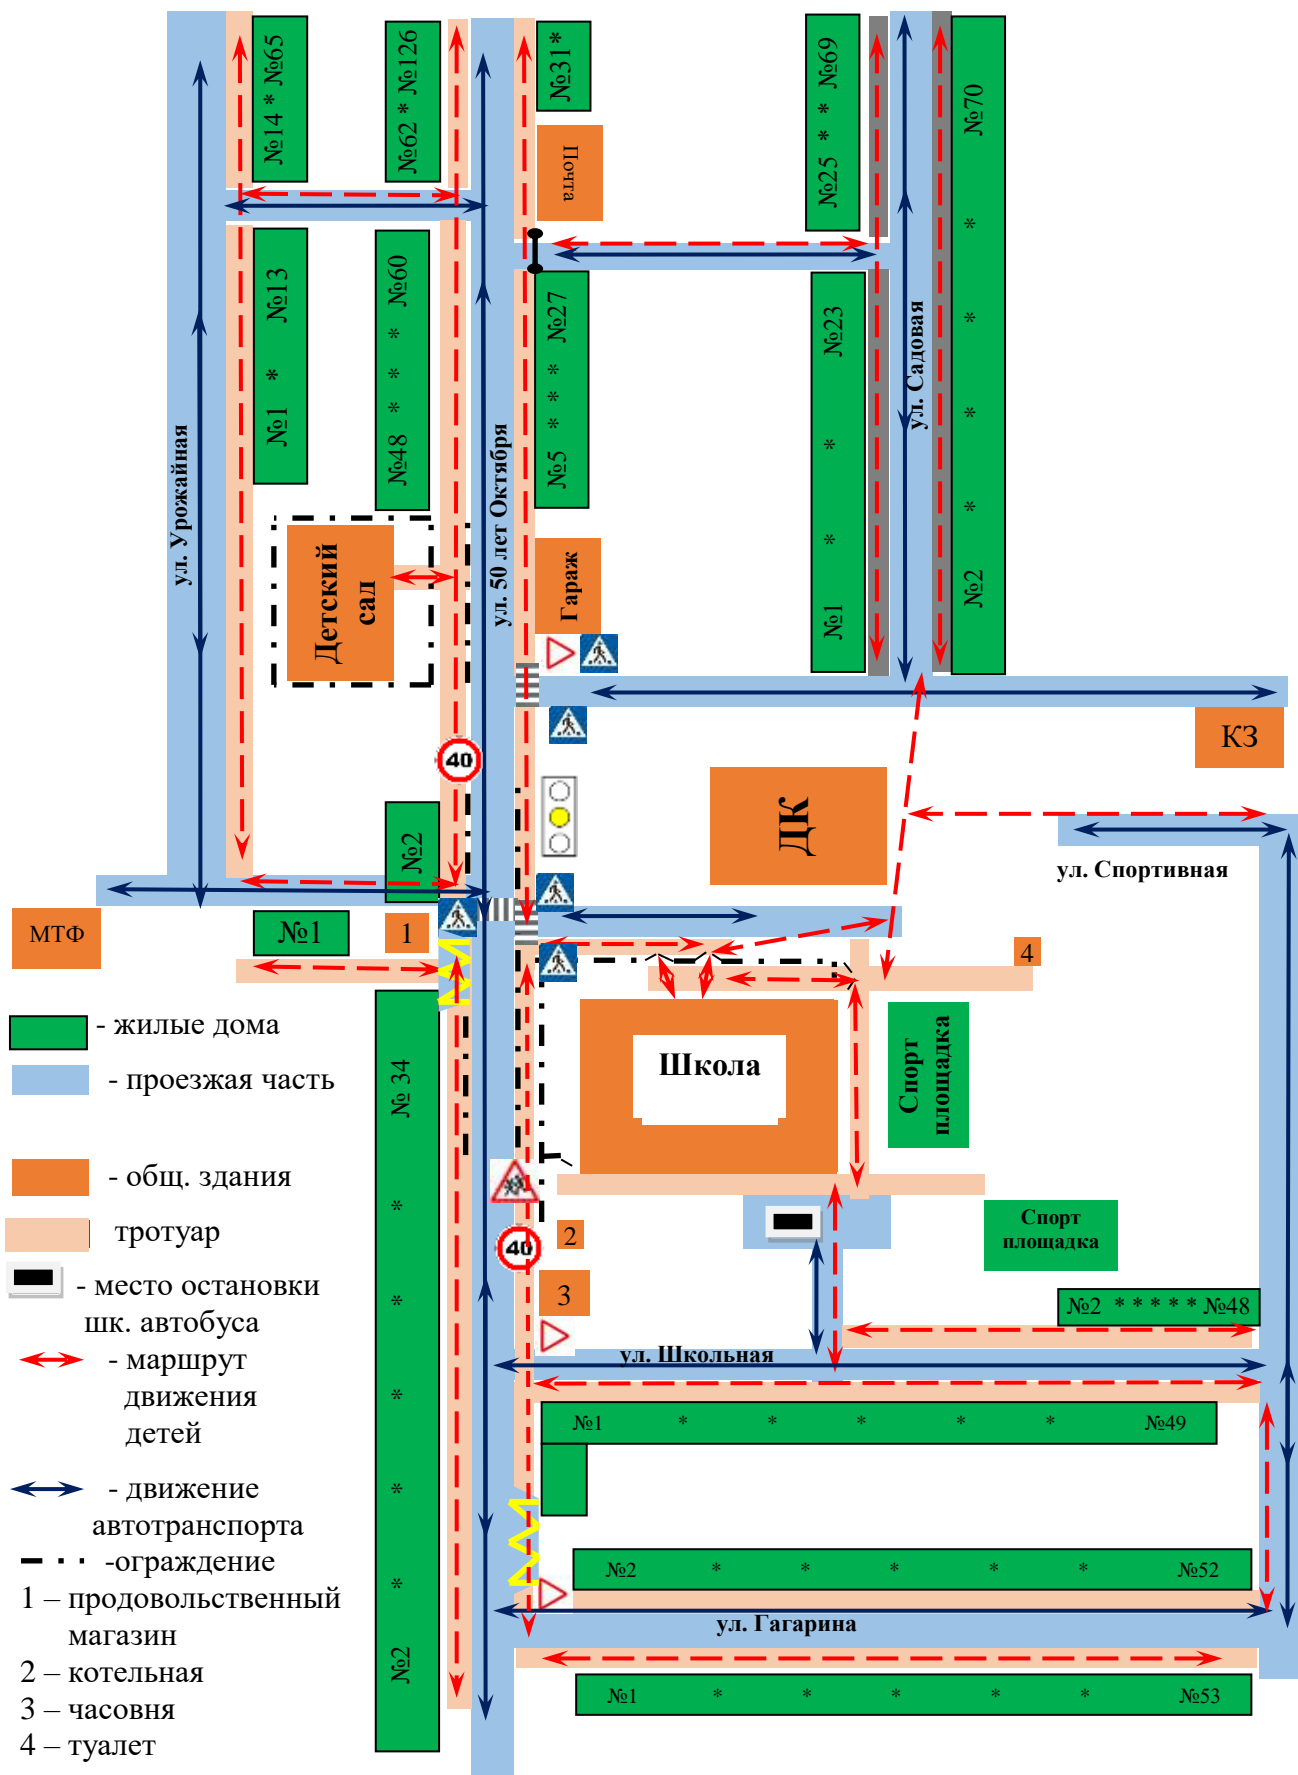 №14 * №65
№62 * №126
№31*
№25 * * №69
№70 * * * * №2
Почта
№1 * №13
№48 * * * * №60
№5 * * * * №27
№1 * * №23
ул. Урожайная
ул. 50 лет Октября
ул. Садовая
Детский
сад
Гараж
40
КЗ
ДК
№2
ул. Спортивная
МТФ
№1
1
4
Школа
Спорт
площадка
№2 * * * * * № 34
- жилые дома
- проезжая часть
- общ. здания
тротуар
- место остановки
шк. автобуса
- маршрут
движения
детей
- движение
автотранспорта
-ограждение
1 – продовольственный
магазин
2 – котельная
3 – часовня
4 – туалет
2
40
3
Спорт
площадка
№2 * * * * * №48
ул. Школьная
№1 * * * * * №49
№2 * * * * * №52
ул. Гагарина
№1 * * * * * №53